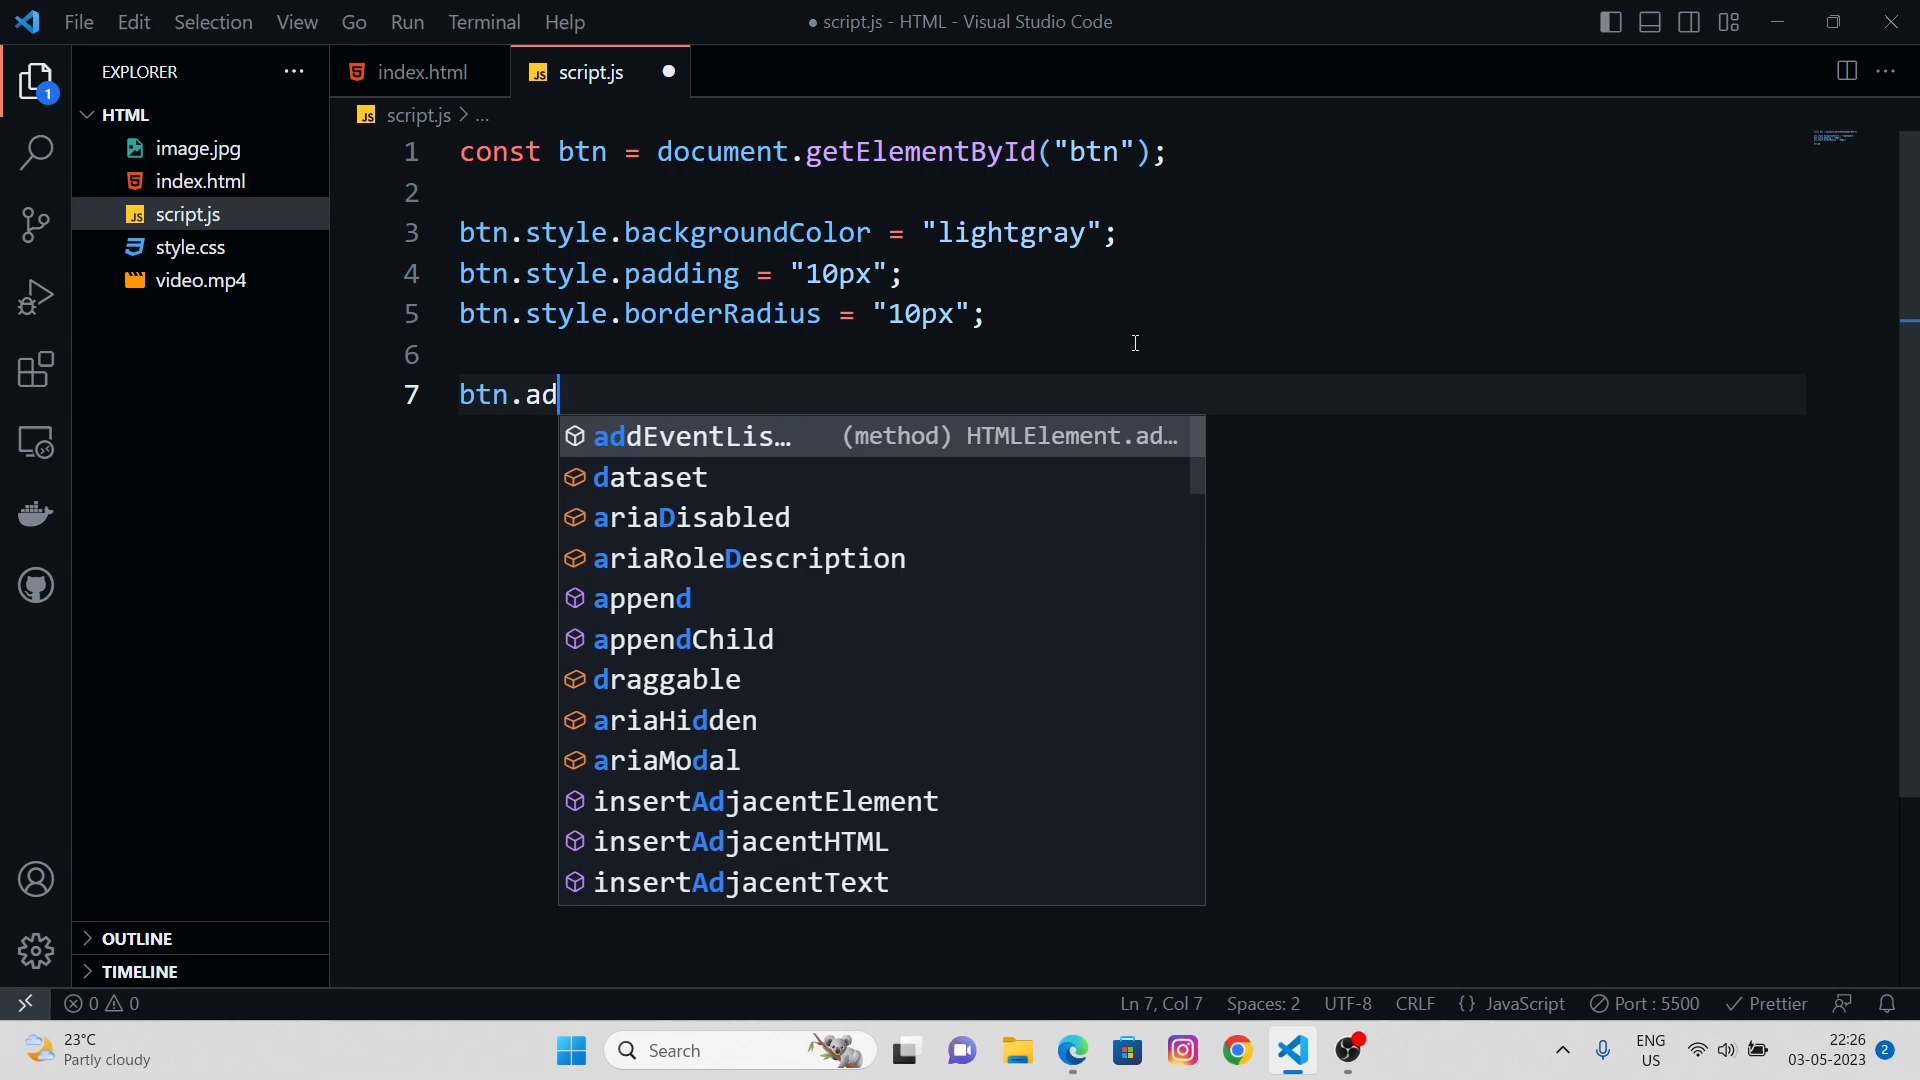 File Edit Selection View Go Run Terminal Help
● script.js - HTML - Visual Studio Code
EXPLORER
index.html
JS script.js
HTML
image.jpg
index.html
JS script.js
style.css
video.mp4
OUTLINE
TIMELINE
1
JS script.js > ...
1 const btn = document.getElementById("btn");
2
3 btn.style.backgroundColor = "lightgray";
4 btn.style.padding = "10px";
5 btn.style.borderRadius = "10px";
6
7 btn.ad
addEventLis… (method) HTMLElement.ad…
dataset
ariaDisabled
ariaRoleDescription
append
appendChild
draggable
ariaHidden
ariaModal
insertAdjacentElement
insertAdjacentHTML
insertAdjacentText
0 0
Ln 7, Col 7 Spaces: 2 UTF-8 CRLF {} JavaScript Port : 5500 Prettier
23°C
Partly cloudy
Search
ENG
US
22:26
03-05-2023
2